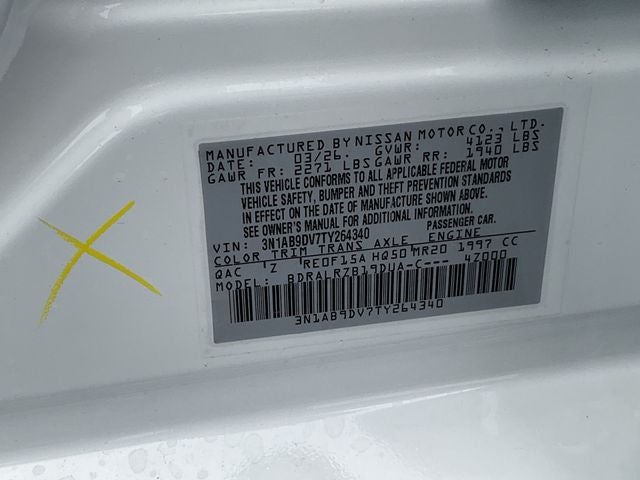 MANUFACTURED BY NISSAN MOTOR CO., LTD.
DATE: 03/26. GVWR: 4123 LBS
GAWR FR: 2271 LBS GAWR RR: 1940 LBS
THIS VEHICLE CONFORMS TO ALL APPLICABLE FEDERAL MOTOR
VEHICLE SAFETY, BUMPER AND THEFT PREVENTION STANDARDS
IN EFFECT ON THE DATE OF MANUFACTURE SHOWN ABOVE.
SEE OWNER'S MANUAL FOR ADDITIONAL INFORMATION.
VIN: 3N1AB9DV7TY264340 PASSENGER CAR.
COLOR TRIM TRANS AXLE ENGINE
QAC Z RE0F15A HQ50 MR20 1997 CC
MODEL: BDRALRZB19DUA-C--- 47000
3N1AB9DV7TY264340